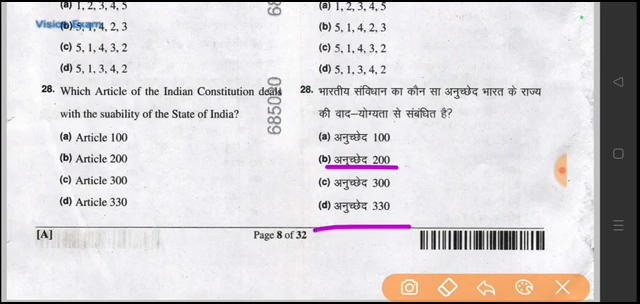 (a) 1, 2, 3, 4, 5
Vision Exam
(b) 5, 1, 4, 2, 3
(c) 5, 1, 4, 3, 2
(d) 5, 1, 3, 4, 2
28. Which Article of the Indian Constitution deals
with the suability of the State of India?
(a) Article 100
(b) Article 200
(c) Article 300
(d) Article 330
68
685050
(a) 1, 2, 3, 4, 5
(b) 5, 1, 4, 2, 3
(c) 5, 1, 4, 3, 2
(d) 5, 1, 3, 4, 2
28. भारतीय संविधान का कौन सा अनुच्छेद भारत के राज्य
की वाद–योग्यता से संबंधित है?
(a) अनुच्छेद 100
(b) अनुच्छेद 200
(c) अनुच्छेद 300
(d) अनुच्छेद 330
[A]
Page 8 of 32